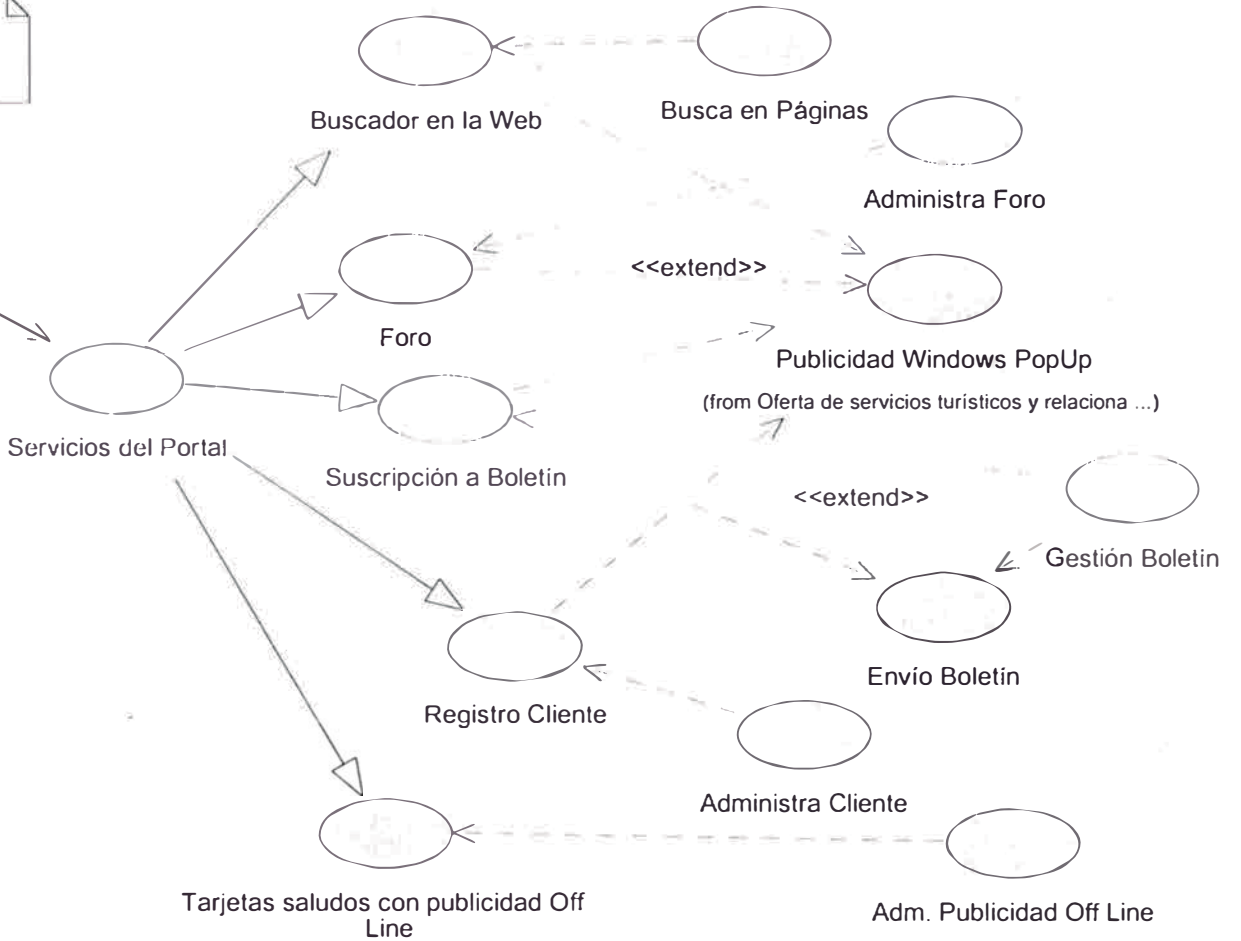 Buscador en la Web
Busca en Páginas
Administra Foro
<<extend>>
Foro
Publicidad Windows PopUp
(from Oferta de servicios turísticos y relaciona ...)
Servicios del Portal
Suscripción a Boletín
<<extend>>
Gestión Boletín
Envío Boletín
Registro Cliente
Administra Cliente
Tarjetas saludos con publicidad Off
Line
Adm. Publicidad Off Line